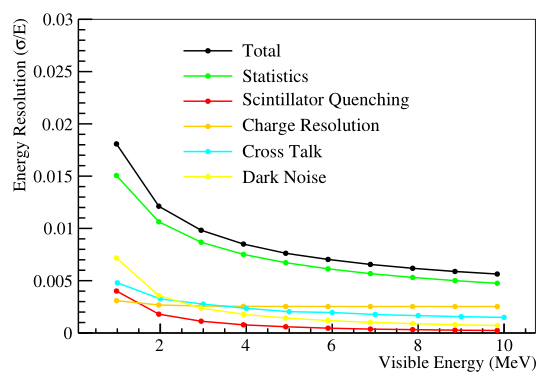 Energy Resolution (σ/E)
0.03
0.025
0.02
0.015
0.01
0.005
0
Total
Statistics
Scintillator Quenching
Charge Resolution
Cross Talk
Dark Noise
2 4 6 8 10
Visible Energy (MeV)